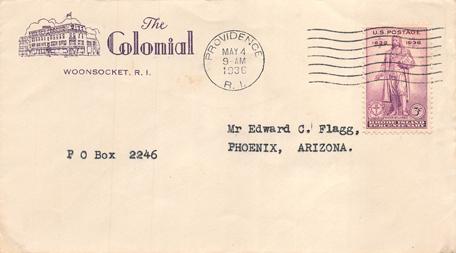 The
Colonial
WOONSOCKET, R. I.
PROVIDENCE
MAY 4
9-AM
1936
R. I.
U.S. POSTAGE
1636 1936
RHODE ISLAND
3¢
Mr Edward C. Flagg,
PHOENIX, ARIZONA.
P O Box 2246